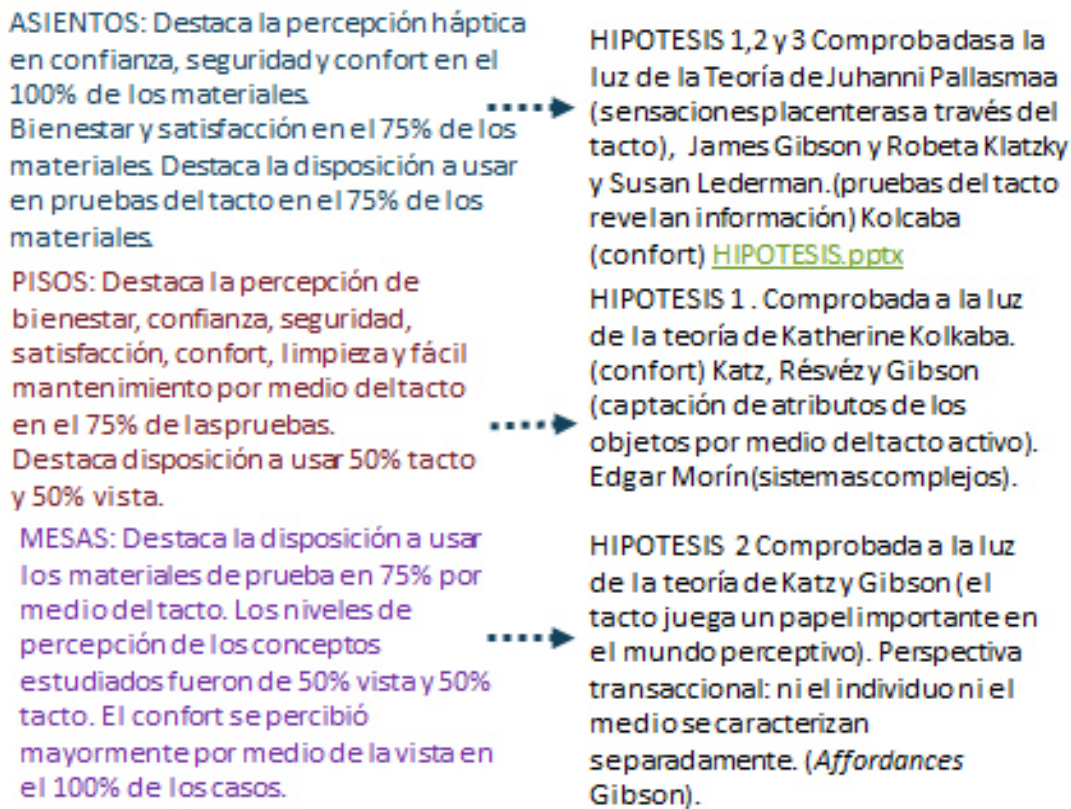 ASIENTOS: Destaca la percepción háptica
en confianza, seguridad y confort en el
100% de los materiales.
Bienestar y satisfacción en el 75% de los
materiales. Destaca la disposición a usar
en pruebas del tacto en el 75% de los
materiales.
HIPOTESIS 1,2 y 3 Comprobadas a la
luz de la Teoría de Juhanni Pallasmaa
(sensaciones placenteras a través del
tacto), James Gibson y Robeta Klatzky
y Susan Lederman.(pruebas del tacto
revelan información) Kolcaba
(confort) HIPOTESIS.pptx
PISOS: Destaca la percepción de
bienestar, confianza, seguridad,
satisfacción, confort, limpieza y fácil
mantenimiento por medio del tacto
en el 75% de las pruebas.
Destaca disposición a usar 50% tacto
y 50% vista.
HIPOTESIS 1 . Comprobada a la luz
de la teoría de Katherine Kolkaba.
(confort) Katz, Résvéz y Gibson
(captación de atributos de los
objetos por medio del tacto activo).
Edgar Morín(sistemas complejos).
MESAS: Destaca la disposición a usar
los materiales de prueba en 75% por
medio del tacto. Los niveles de
percepción de los conceptos
estudiados fueron de 50% vista y 50%
tacto. El confort se percibió
mayormente por medio de la vista en
el 100% de los casos.
HIPOTESIS 2 Comprobada a la luz
de la teoría de Katz y Gibson (el
tacto juega un papel importante en
el mundo perceptivo). Perspectiva
transaccional: ni el individuo ni el
medio se caracterizan
separadamente. (Affordances
Gibson).